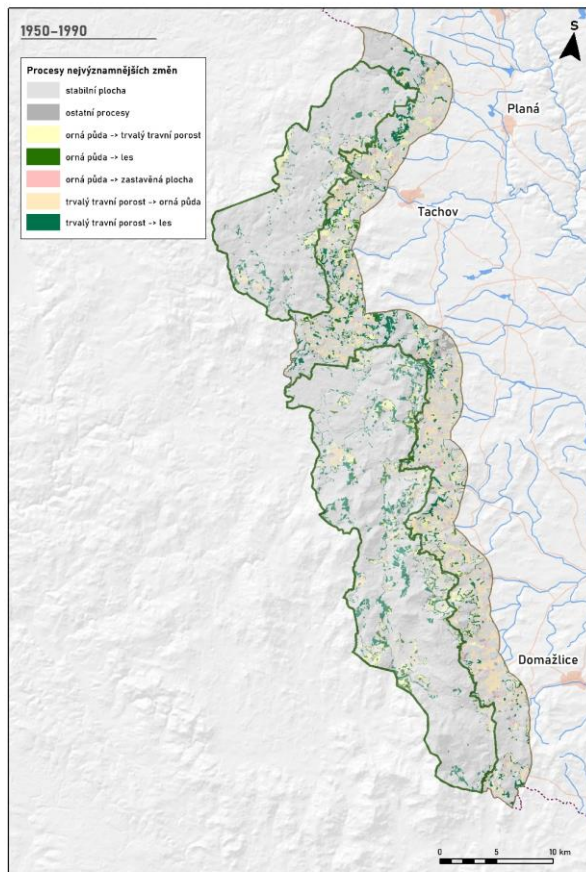 1950–1990
S
Procesy nejvýznamnějších změn
stabilní plocha
ostatní procesy
orná půda -> trvalý travní porost
orná půda -> les
orná půda -> zastavěná plocha
trvalý travní porost -> orná půda
trvalý travní porost -> les
Planá
Tachov
Domažlice
0 5 10 km